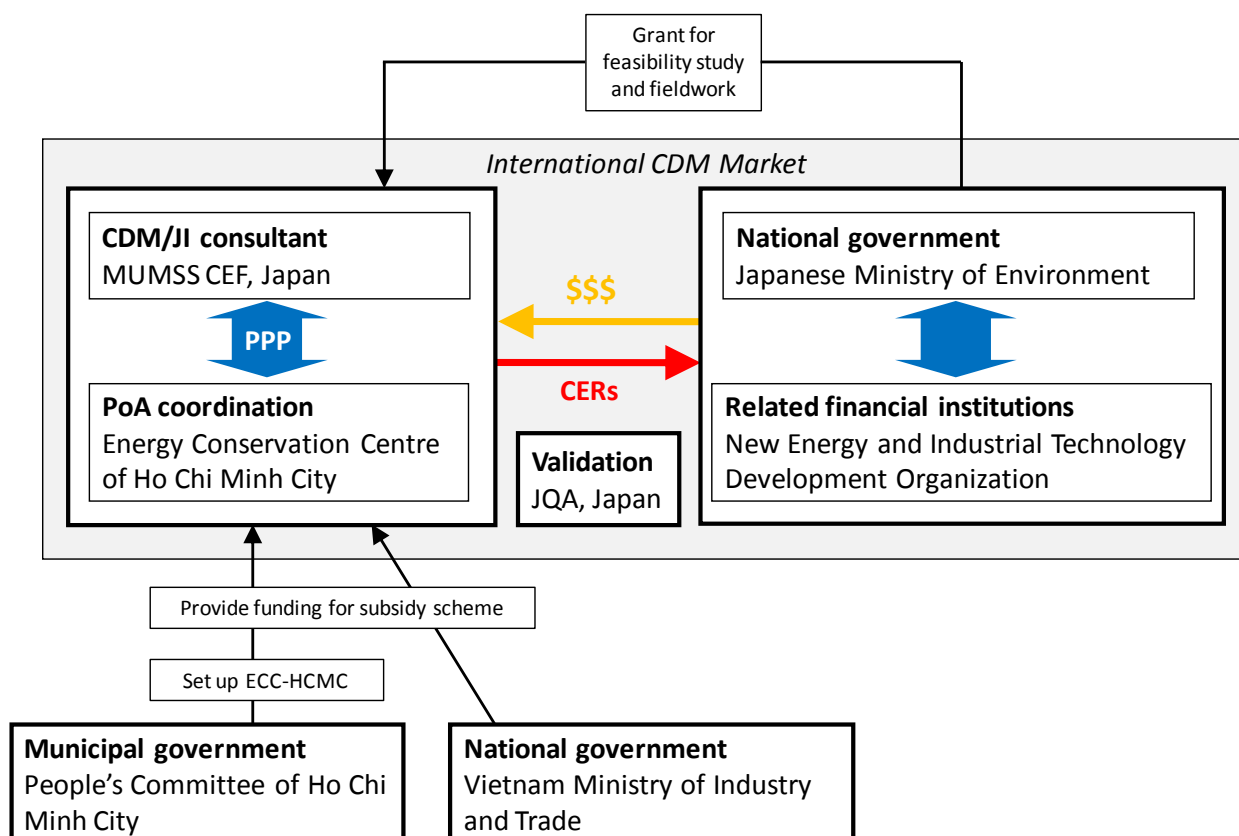 Grant for
feasibility study
and fieldwork
International CDM Market
CDM/JI consultant
MUMSS CEF, Japan
PPP
PoA coordination
Energy Conservation Centre
of Ho Chi Minh City
$$$
CERs
Validation
JQA, Japan
National government
Japanese Ministry of Environment
Related financial institutions
New Energy and Industrial Technology
Development Organization
Provide funding for subsidy scheme
Set up ECC-HCMC
Municipal government
People’s Committee of Ho Chi
Minh City
National government
Vietnam Ministry of Industry
and Trade